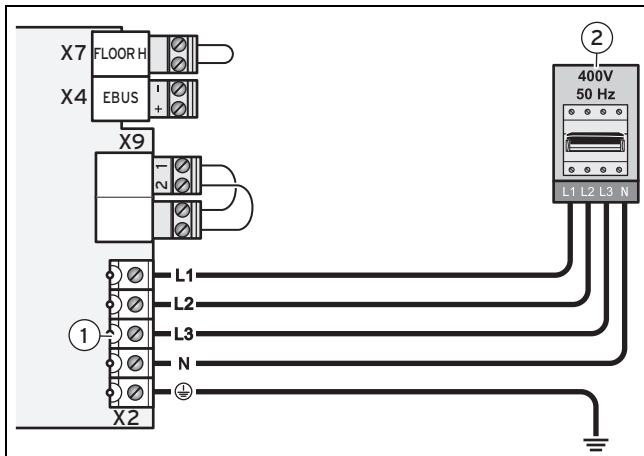 X7 FLOOR H
2
400V
50 Hz
X4 EBUS - +
X9
2 1
L1 L2 L3 N
L1
L2
L3
1
N
X2